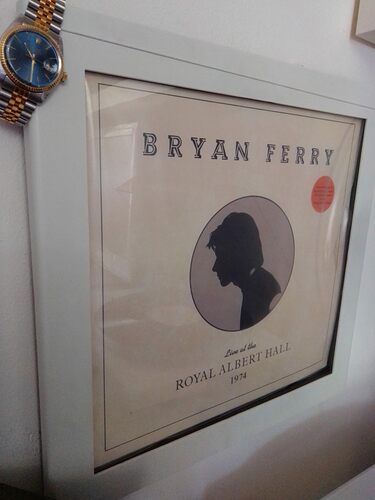 BRYAN FERRY
Live at the
ROYAL ALBERT HALL
1974